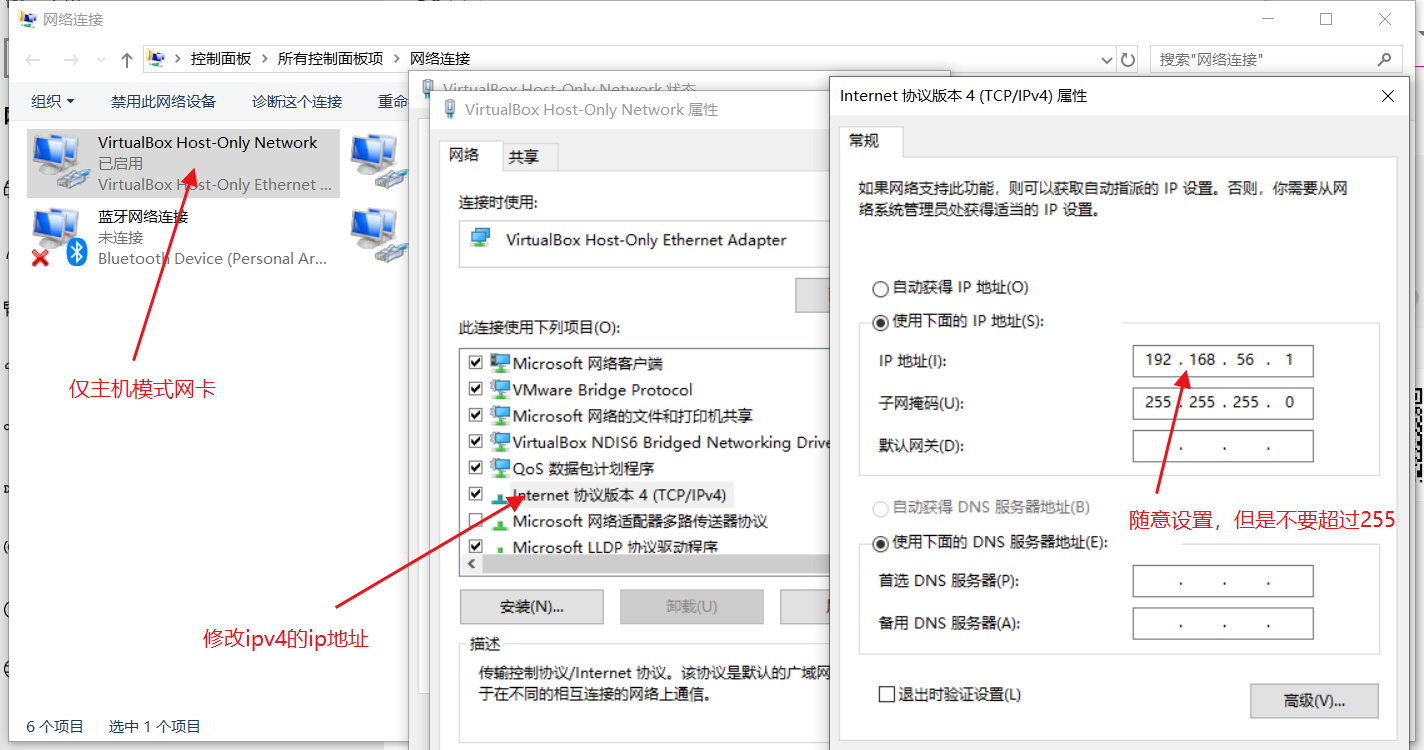 网络连接
控制面板 › 所有控制面板项 › 网络连接
搜索"网络连接"
组织
禁用此网络设备
诊断这个连接
重命
VirtualBox Host-Only Network
已启用
VirtualBox Host-Only Ethernet ...
蓝牙网络连接
未连接
Bluetooth Device (Personal Ar...
仅主机模式网卡
修改ipv4的ip地址
6 个项目
选中 1 个项目
VirtualBox Host-Only Network 状态
VirtualBox Host-Only Network 属性
网络
共享
连接时使用:
VirtualBox Host-Only Ethernet Adapter
此连接使用下列项目(O):
Microsoft 网络客户端
VMware Bridge Protocol
Microsoft 网络的文件和打印机共享
VirtualBox NDIS6 Bridged Networking Drive
QoS 数据包计划程序
Internet 协议版本 4 (TCP/IPv4)
Microsoft 网络适配器多路传送器协议
Microsoft LLDP 协议驱动程序
安装(N)...
卸载(U)
描述
传输控制协议/Internet 协议。该协议是默认的广域网
于在不同的相互连接的网络上通信。
Internet 协议版本 4 (TCP/IPv4) 属性
常规
如果网络支持此功能，则可以获取自动指派的 IP 设置。否则，你需要从网
络系统管理员处获得适当的 IP 设置。
自动获得 IP 地址(O)
使用下面的 IP 地址(S):
IP 地址(I):
192 . 168 . 56 . 1
子网掩码(U):
255 . 255 . 255 . 0
默认网关(D):
. . .
自动获得 DNS 服务器地址(B)
随意设置，但是不要超过255
使用下面的 DNS 服务器地址(E):
首选 DNS 服务器(P):
. . .
备用 DNS 服务器(A):
. . .
退出时验证设置(L)
高级(V)...